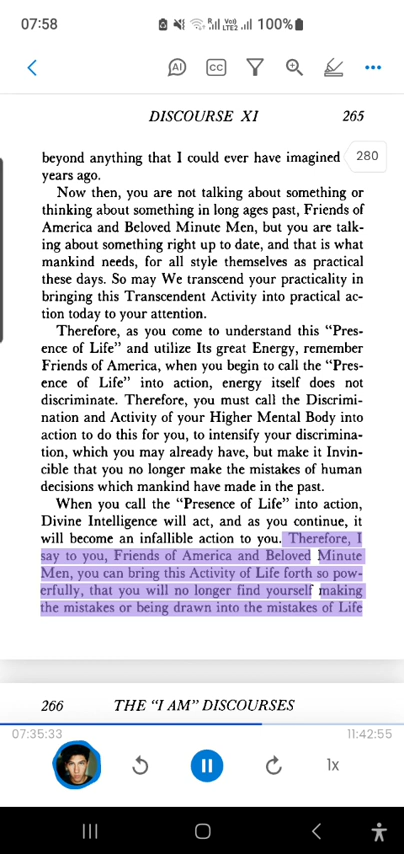 07:58
VoD
LTE2
100%
AI
CC
DISCOURSE XI 265
280
beyond anything that I could ever have imagined
years ago.
Now then, you are not talking about something or
thinking about something in long ages past, Friends of
America and Beloved Minute Men, but you are talk-
ing about something right up to date, and that is what
mankind needs, for all style themselves as practical
these days. So may We transcend your practicality in
bringing this Transcendent Activity into practical ac-
tion today to your attention.
Therefore, as you come to understand this “Pres-
ence of Life” and utilize Its great Energy, remember
Friends of America, when you begin to call the “Pres-
ence of Life” into action, energy itself does not
discriminate. Therefore, you must call the Discrimi-
nation and Activity of your Higher Mental Body into
action to do this for you, to intensify your discrimina-
tion, which you may already have, but make it Invin-
cible that you no longer make the mistakes of human
decisions which mankind have made in the past.
When you call the “Presence of Life” into action,
Divine Intelligence will act, and as you continue, it
will become an infallible action to you. Therefore, I
say to you, Friends of America and Beloved Minute
Men, you can bring this Activity of Life forth so pow-
erfully, that you will no longer find yourself making
the mistakes or being drawn into the mistakes of Life
266 THE “I AM” DISCOURSES
07:35:33 11:42:55
1x